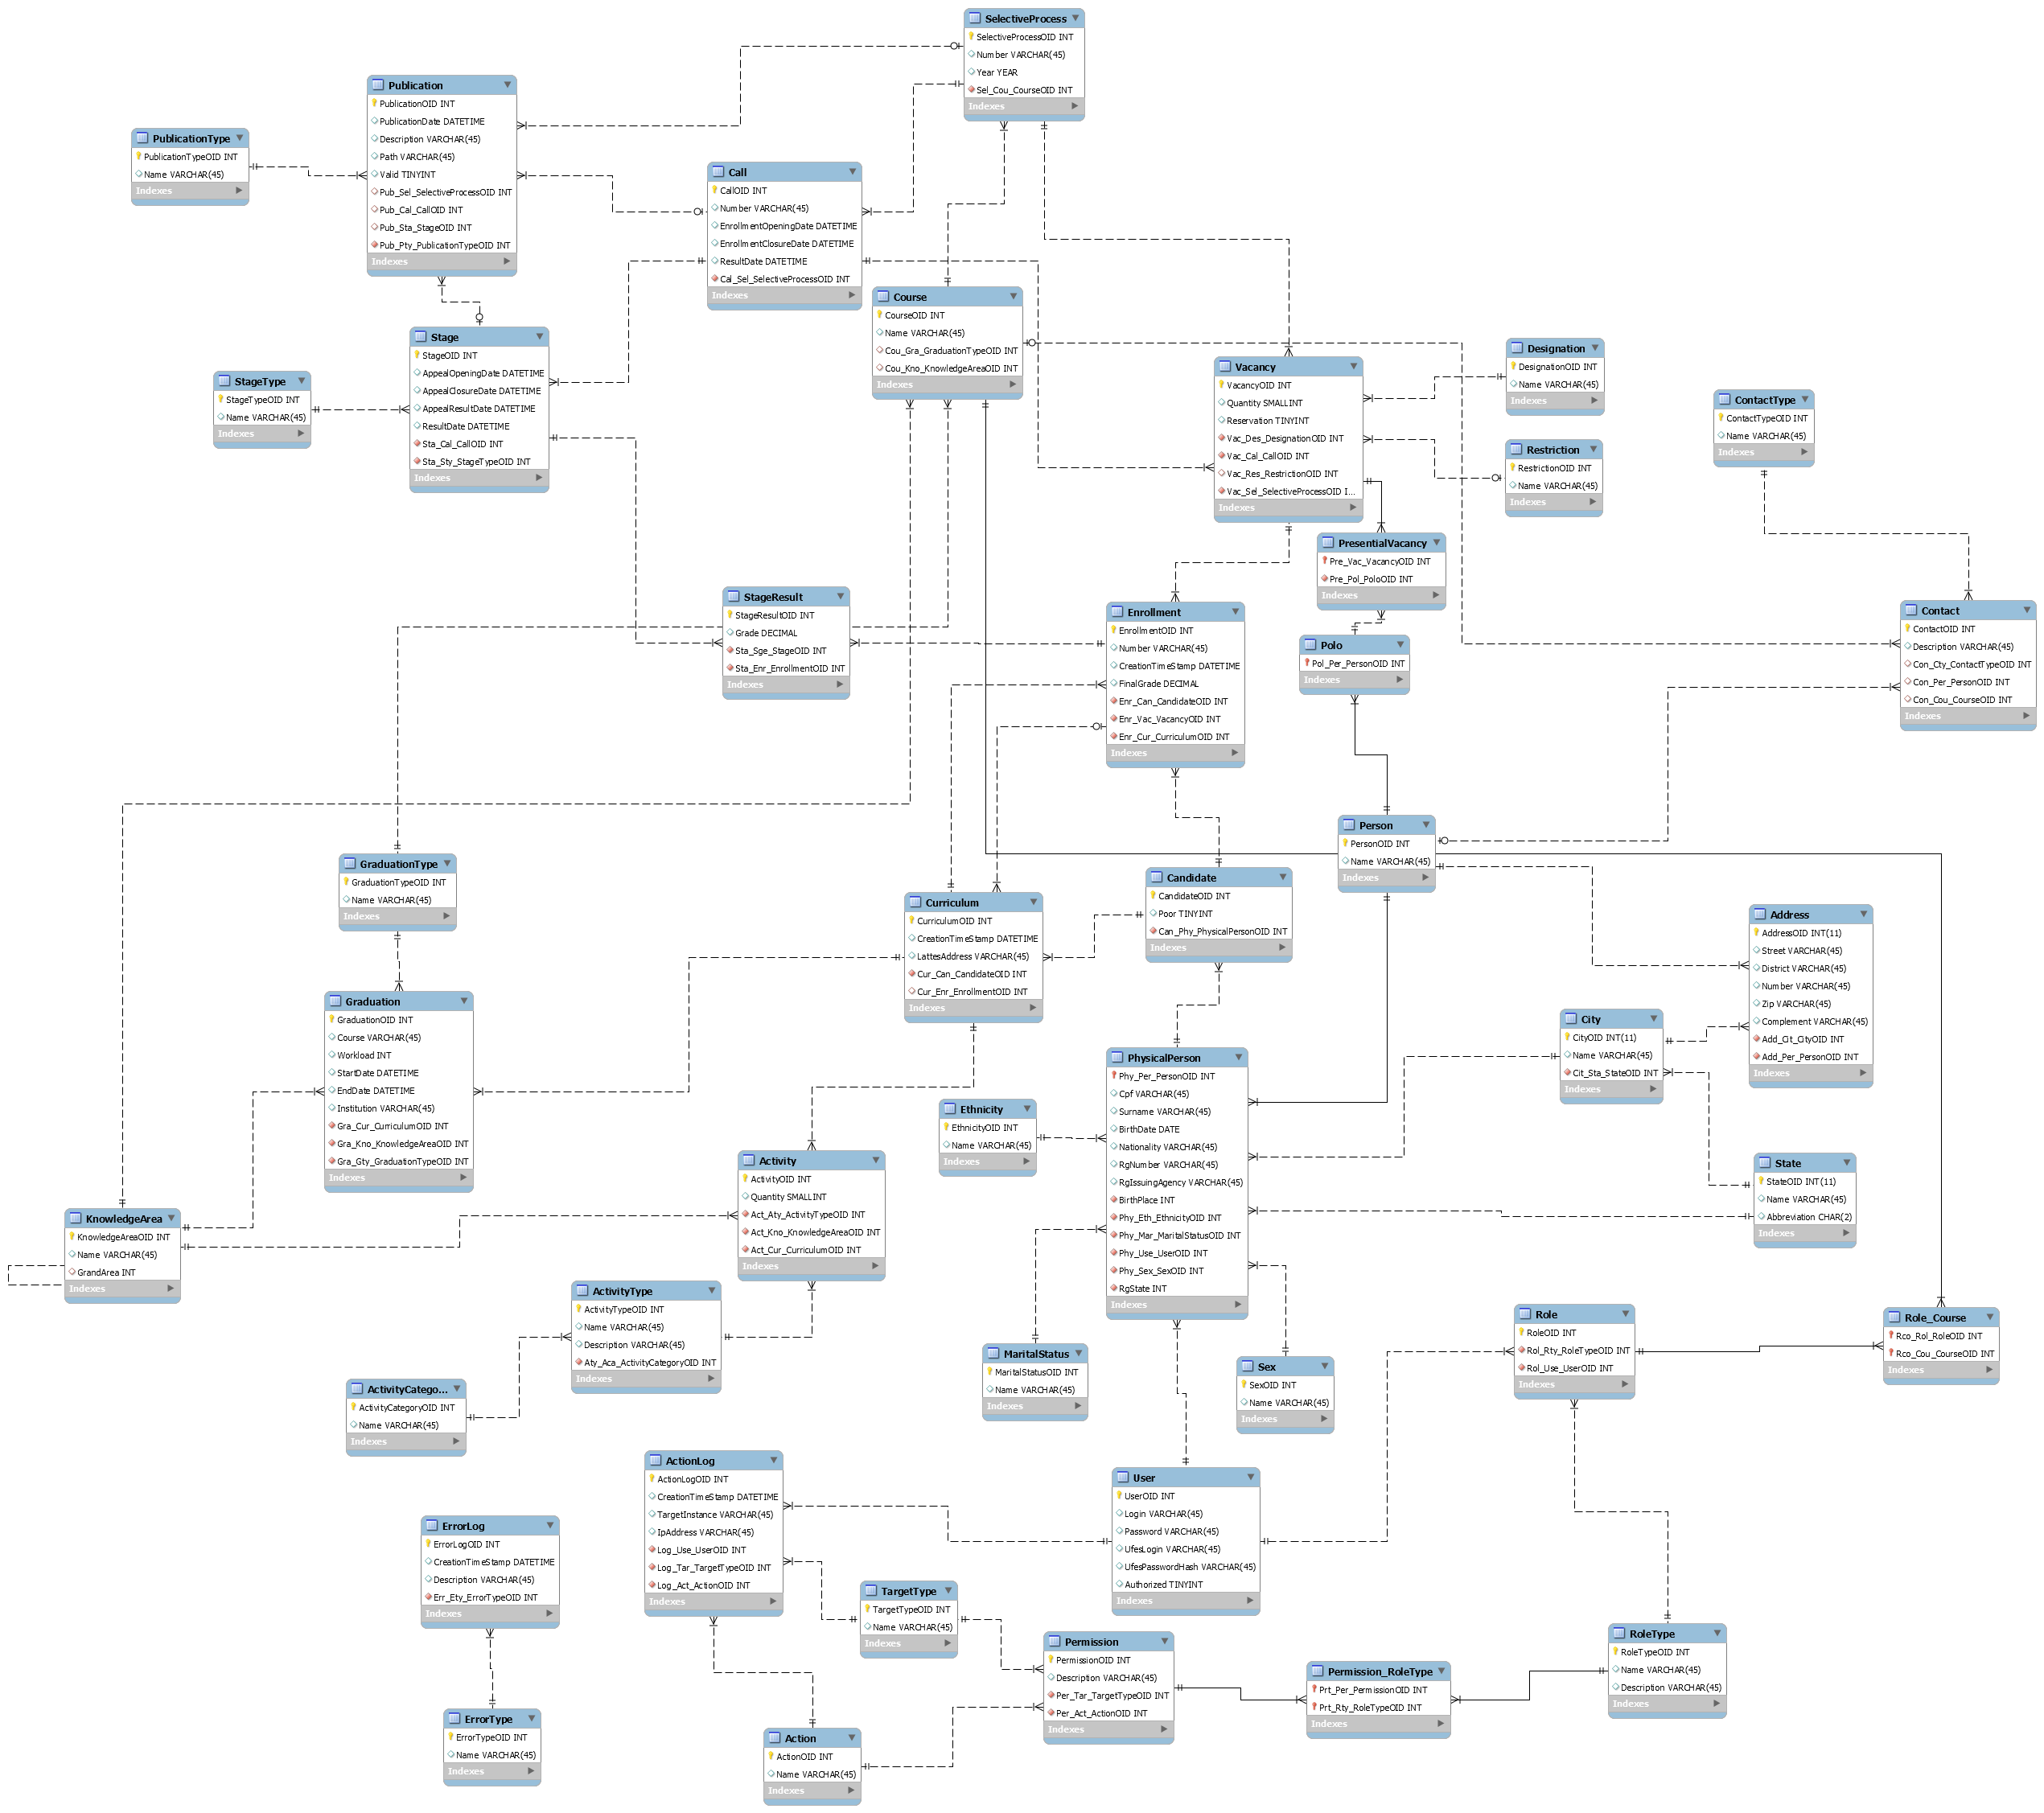 SelectiveProcess
SelectiveProcessOID INT
Number VARCHAR(45)
Year YEAR
Sel_Cou_CourseOID INT
Indexes
Publication
PublicationOID INT
PublicationDate DATETIME
Description VARCHAR(45)
Path VARCHAR(45)
Valid TINYINT
Pub_Sel_SelectiveProcessOID INT
Pub_Cal_CallOID INT
Pub_Sta_StageOID INT
Pub_Pty_PublicationTypeOID INT
Indexes
PublicationType
PublicationTypeOID INT
Name VARCHAR(45)
Indexes
Call
CallOID INT
Number VARCHAR(45)
EnrollmentOpeningDate DATETIME
EnrollmentClosureDate DATETIME
ResultDate DATETIME
Cal_Sel_SelectiveProcessOID INT
Indexes
Course
CourseOID INT
Name VARCHAR(45)
Cou_Gra_GraduationTypeOID INT
Cou_Kno_KnowledgeAreaOID INT
Indexes
Stage
StageOID INT
AppealOpeningDate DATETIME
AppealClosureDate DATETIME
AppealResultDate DATETIME
ResultDate DATETIME
Sta_Cal_CallOID INT
Sta_Sty_StageTypeOID INT
Indexes
StageType
StageTypeOID INT
Name VARCHAR(45)
Indexes
Vacancy
VacancyOID INT
Quantity SMALLINT
Reservation TINYINT
Vac_Des_DesignationOID INT
Vac_Cal_CallOID INT
Vac_Res_RestrictionOID INT
Vac_Sel_SelectiveProcessOID I...
Indexes
Designation
DesignationOID INT
Name VARCHAR(45)
Indexes
Restriction
RestrictionOID INT
Name VARCHAR(45)
Indexes
ContactType
ContactTypeOID INT
Name VARCHAR(45)
Indexes
PresentialVacancy
Pre_Vac_VacancyOID INT
Pre_Pol_PoloOID INT
Indexes
StageResult
StageResultOID INT
Grade DECIMAL
Sta_Sge_StageOID INT
Sta_Enr_EnrollmentOID INT
Indexes
Enrollment
EnrollmentOID INT
Number VARCHAR(45)
CreationTimeStamp DATETIME
FinalGrade DECIMAL
Enr_Can_CandidateOID INT
Enr_Vac_VacancyOID INT
Enr_Cur_CurriculumOID INT
Indexes
Polo
Pol_Per_PersonOID INT
Indexes
Contact
ContactOID INT
Description VARCHAR(45)
Con_Cty_ContactTypeOID INT
Con_Per_PersonOID INT
Con_Cou_CourseOID INT
Indexes
Person
PersonOID INT
Name VARCHAR(45)
Indexes
GraduationType
GraduationTypeOID INT
Name VARCHAR(45)
Indexes
Curriculum
CurriculumOID INT
CreationTimeStamp DATETIME
LattesAddress VARCHAR(45)
Cur_Can_CandidateOID INT
Cur_Enr_EnrollmentOID INT
Indexes
Candidate
CandidateOID INT
Poor TINYINT
Can_Phy_PhysicalPersonOID INT
Indexes
Address
AddressOID INT(11)
Street VARCHAR(45)
District VARCHAR(45)
Number VARCHAR(45)
Zip VARCHAR(45)
Complement VARCHAR(45)
Add_Cit_CityOID INT
Add_Per_PersonOID INT
Indexes
Graduation
GraduationOID INT
Course VARCHAR(45)
Workload INT
StartDate DATETIME
EndDate DATETIME
Institution VARCHAR(45)
Gra_Cur_CurriculumOID INT
Gra_Kno_KnowledgeAreaOID INT
Gra_Gty_GraduationTypeOID INT
Indexes
City
CityOID INT(11)
Name VARCHAR(45)
Cit_Sta_StateOID INT
Indexes
PhysicalPerson
Phy_Per_PersonOID INT
Cpf VARCHAR(45)
Surname VARCHAR(45)
BirthDate DATE
Nationality VARCHAR(45)
RgNumber VARCHAR(45)
RgIssuingAgency VARCHAR(45)
BirthPlace INT
Phy_Eth_EthnicityOID INT
Phy_Mar_MaritalStatusOID INT
Phy_Use_UserOID INT
Phy_Sex_SexOID INT
RgState INT
Indexes
Ethnicity
EthnicityOID INT
Name VARCHAR(45)
Indexes
Activity
ActivityOID INT
Quantity SMALLINT
Act_Aty_ActivityTypeOID INT
Act_Kno_KnowledgeAreaOID INT
Act_Cur_CurriculumOID INT
Indexes
State
StateOID INT(11)
Name VARCHAR(45)
Abbreviation CHAR(2)
Indexes
KnowledgeArea
KnowledgeAreaOID INT
Name VARCHAR(45)
GrandArea INT
Indexes
ActivityType
ActivityTypeOID INT
Name VARCHAR(45)
Description VARCHAR(45)
Aty_Aca_ActivityCategoryOID INT
Indexes
ActivityCatego...
ActivityCategoryOID INT
Name VARCHAR(45)
Indexes
MaritalStatus
MaritalStatusOID INT
Name VARCHAR(45)
Indexes
Sex
SexOID INT
Name VARCHAR(45)
Indexes
Role
RoleOID INT
Rol_Rty_RoleTypeOID INT
Rol_Use_UserOID INT
Indexes
Role_Course
Rco_Rol_RoleOID INT
Rco_Cou_CourseOID INT
Indexes
ActionLog
ActionLogOID INT
CreationTimeStamp DATETIME
TargetInstance VARCHAR(45)
IpAddress VARCHAR(45)
Log_Use_UserOID INT
Log_Tar_TargetTypeOID INT
Log_Act_ActionOID INT
Indexes
User
UserOID INT
Login VARCHAR(45)
Password VARCHAR(45)
UfesLogin VARCHAR(45)
UfesPasswordHash VARCHAR(45)
Authorized TINYINT
Indexes
ErrorLog
ErrorLogOID INT
CreationTimeStamp DATETIME
Description VARCHAR(45)
Err_Ety_ErrorTypeOID INT
Indexes
TargetType
TargetTypeOID INT
Name VARCHAR(45)
Indexes
Permission
PermissionOID INT
Description VARCHAR(45)
Per_Tar_TargetTypeOID INT
Per_Act_ActionOID INT
Indexes
Permission_RoleType
Prt_Per_PermissionOID INT
Prt_Rty_RoleTypeOID INT
Indexes
RoleType
RoleTypeOID INT
Name VARCHAR(45)
Description VARCHAR(45)
Indexes
ErrorType
ErrorTypeOID INT
Name VARCHAR(45)
Indexes
Action
ActionOID INT
Name VARCHAR(45)
Indexes